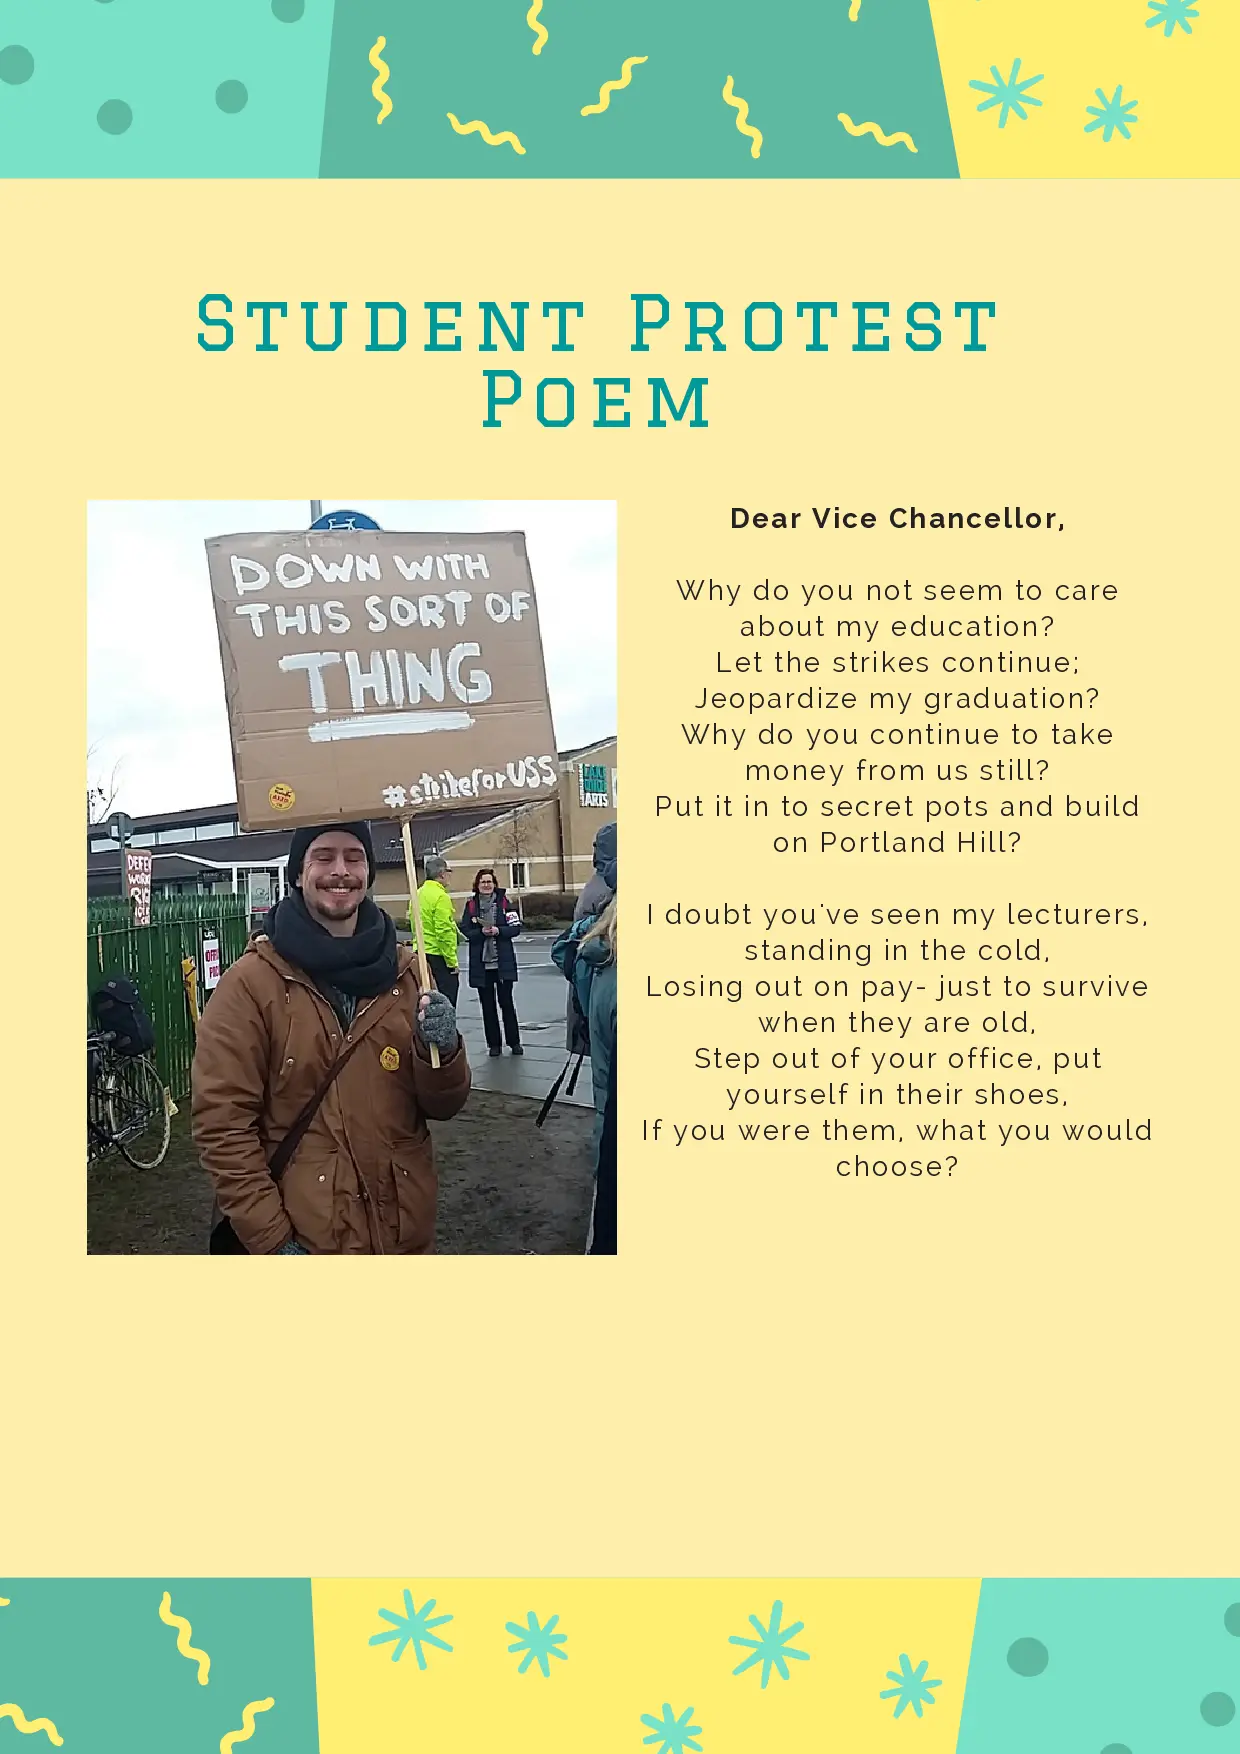 Student Protest
Poem
DOWN WITH
THIS SORT OF
THING
#strikeforUSS
Dear Vice Chancellor,
Why do you not seem to care
about my education?
Let the strikes continue;
Jeopardize my graduation?
Why do you continue to take
money from us still?
Put it in to secret pots and build
on Portland Hill?
I doubt you've seen my lecturers,
standing in the cold,
Losing out on pay- just to survive
when they are old,
Step out of your office, put
yourself in their shoes,
If you were them, what you would
choose?